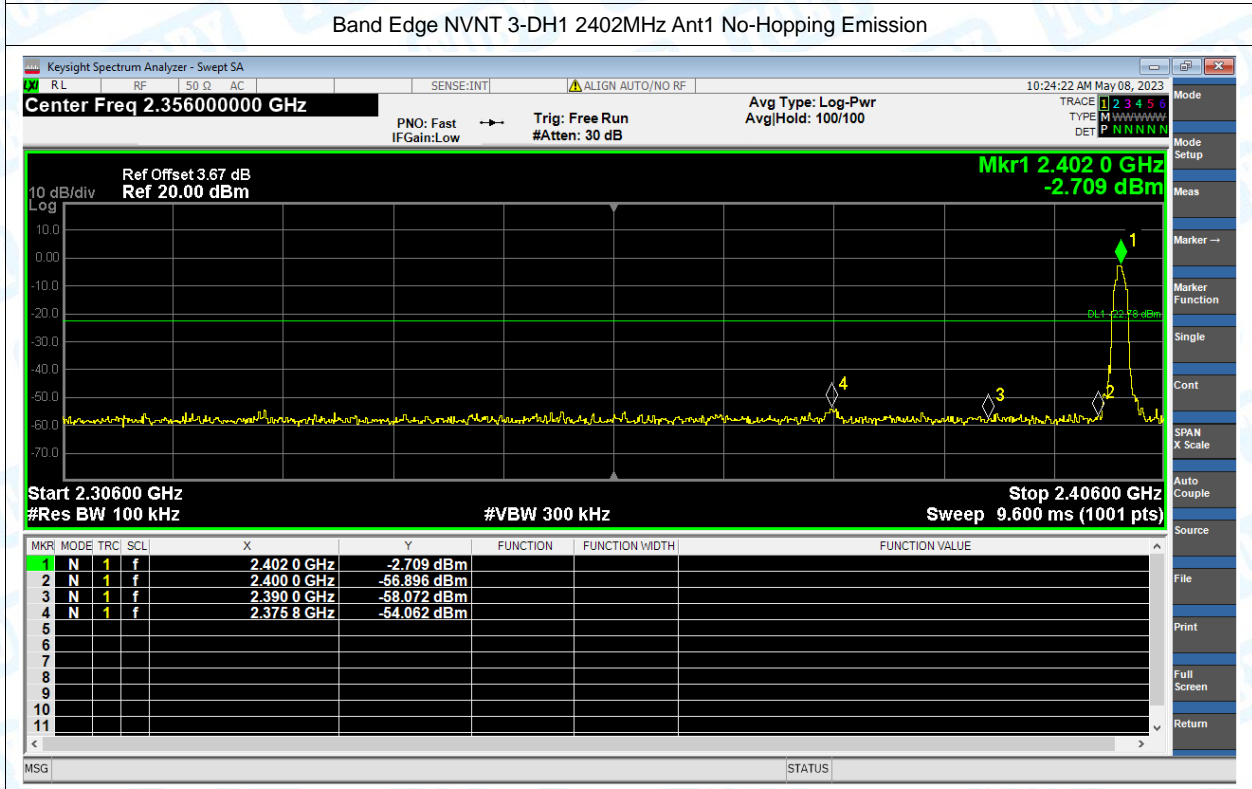 Band Edge NVNT 3-DH1 2402MHz Ant1 No-Hopping Emission
Keysight Spectrum Analyzer - Swept SA
LXI RL RF 50 Ω AC SENSE:INT ALIGN AUTO/NO RF 10:24:22 AM May 08, 2023
Center Freq 2.356000000 GHz
PNO: Fast
IFGain:Low
Trig: Free Run
#Atten: 30 dB
Avg Type: Log-Pwr
Avg|Hold: 100/100
TRACE 1 2 3 4 5 6
TYPE M WWWWW
DET P N N N N N
Mkr1 2.402 0 GHz
-2.709 dBm
Ref Offset 3.67 dB
Ref 20.00 dBm
10 dB/div
Log
10.0
0.00
-10.0
-20.0
-30.0
-40.0
-50.0
-60.0
-70.0
1
DL1 -22.78 dBm
4
3
2
Start 2.30600 GHz
Stop 2.40600 GHz
#Res BW 100 kHz
#VBW 300 kHz
Sweep 9.600 ms (1001 pts)
MKR MODE TRC SCL X Y FUNCTION FUNCTION WIDTH FUNCTION VALUE
1 N 1 f 2.402 0 GHz -2.709 dBm
2 N 1 f 2.400 0 GHz -56.896 dBm
3 N 1 f 2.390 0 GHz -58.072 dBm
4 N 1 f 2.375 8 GHz -54.062 dBm
5
6
7
8
9
10
11
MSG STATUS
Mode
Mode
Setup
Meas
Marker →
Marker
Function
Single
Cont
SPAN
X Scale
Auto
Couple
Source
File
Print
Full
Screen
Return